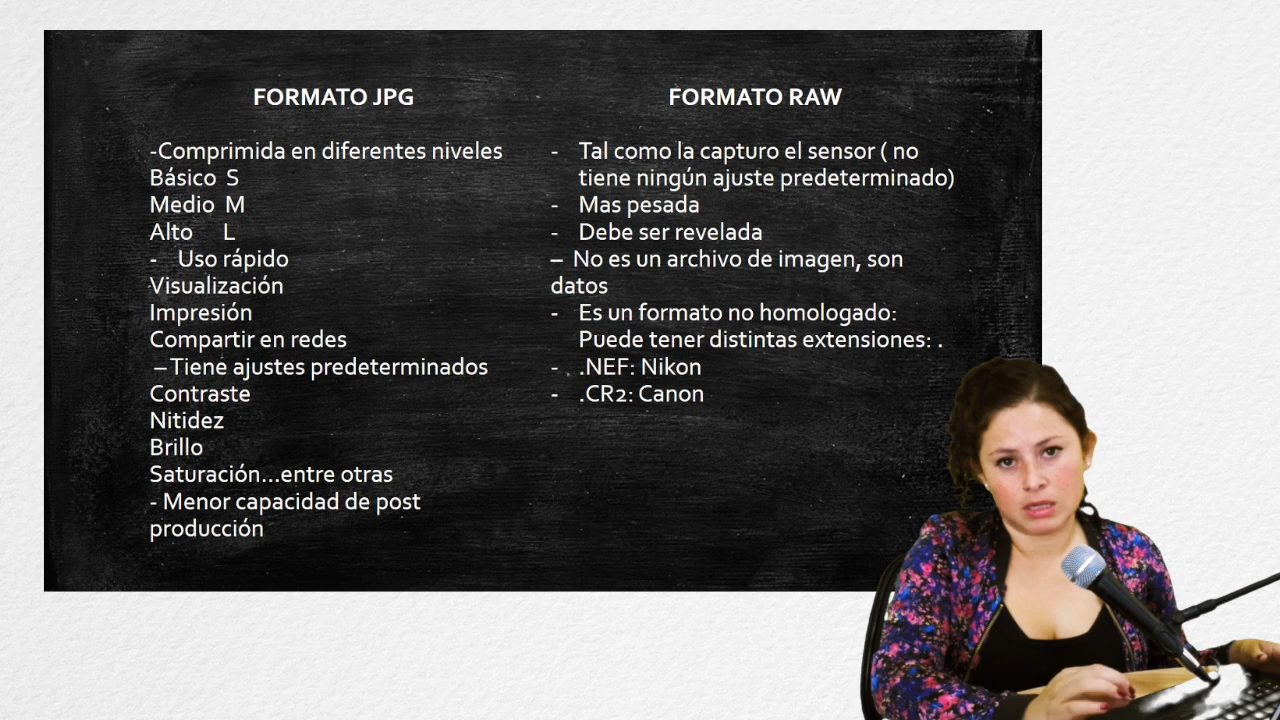 FORMATO JPG
-Comprimida en diferentes niveles
Básico S
Medio M
Alto L
- Uso rápido
Visualización
Impresión
Compartir en redes
– Tiene ajustes predeterminados
Contraste
Nitidez
Brillo
Saturación...entre otras
- Menor capacidad de post
producción
FORMATO RAW
- Tal como la capturo el sensor ( no
tiene ningún ajuste predeterminado)
- Mas pesada
- Debe ser revelada
– No es un archivo de imagen, son
datos
- Es un formato no homologado:
Puede tener distintas extensiones: .
- .NEF: Nikon
- .CR2: Canon